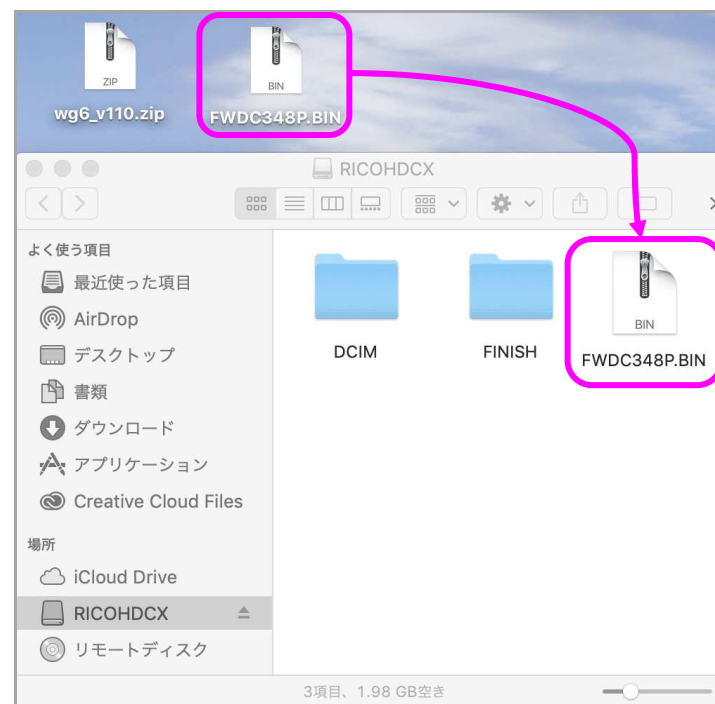 ZIP
BIN
wg6_v110.zip
FWDC348P.BIN
RICOHDCX
よく使う項目
最近使った項目
AirDrop
デスクトップ
書類
ダウンロード
アプリケーション
Creative Cloud Files
場所
iCloud Drive
RICOHDCX
リモートディスク
DCIM
FINISH
BIN
FWDC348P.BIN
3項目、1.98 GB空き